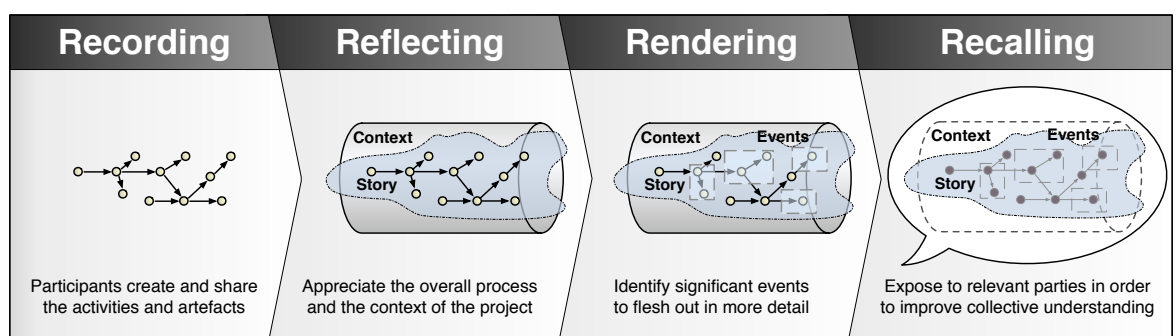 Recording
Reflecting
Rendering
Recalling
Context
Story
Context
Events
Story
Context
Events
Story
Participants create and share
the activities and artefacts
Appreciate the overall process
and the context of the project
Identify significant events
to flesh out in more detail
Expose to relevant parties in order
to improve collective understanding